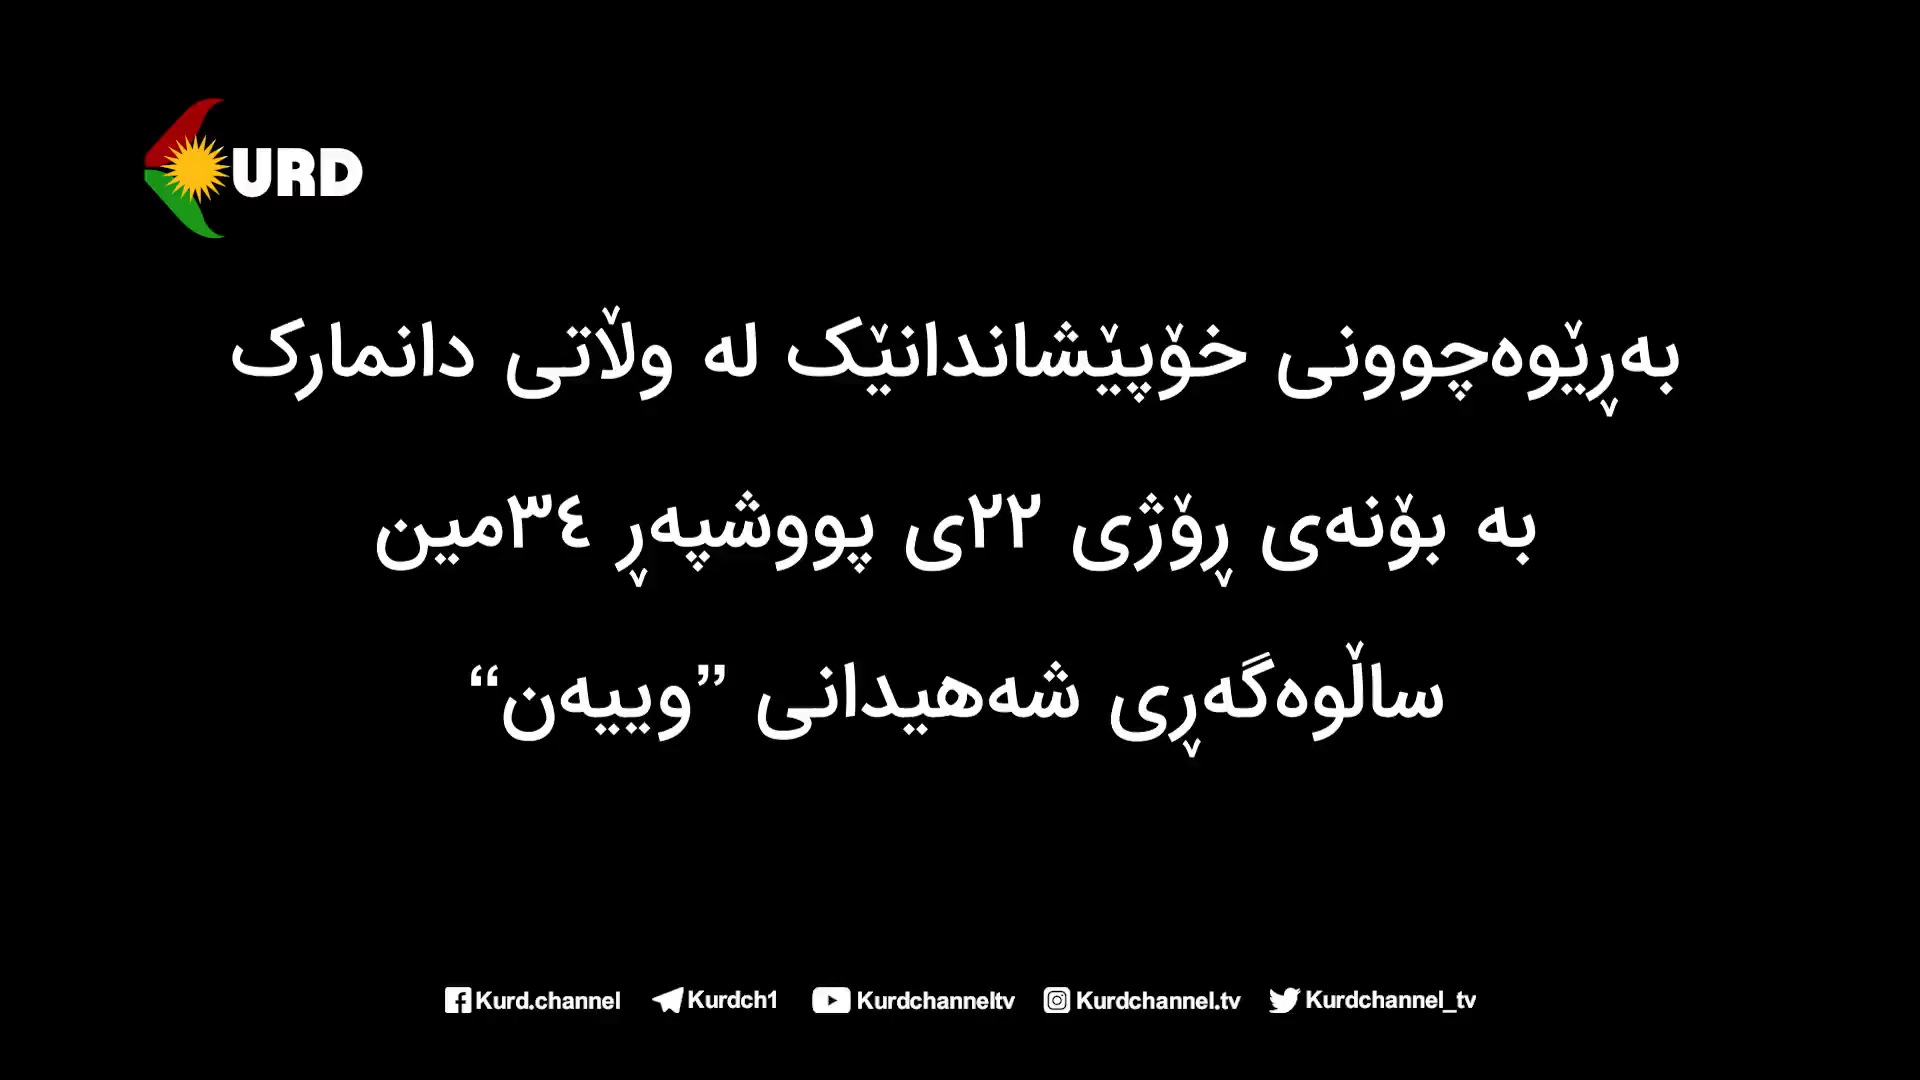 URD
بەڕێوەچوونی خۆپێشاندانێک لە وڵاتی دانمارک
بە بۆنەی ڕۆژی ٢٢ی پووشپەڕ ٣٤مین
ساڵوەگەڕی شەهیدانی ”وییەن“
Kurd.channel Kurdch1 Kurdchanneltv Kurdchannel.tv Kurdchannel_tv